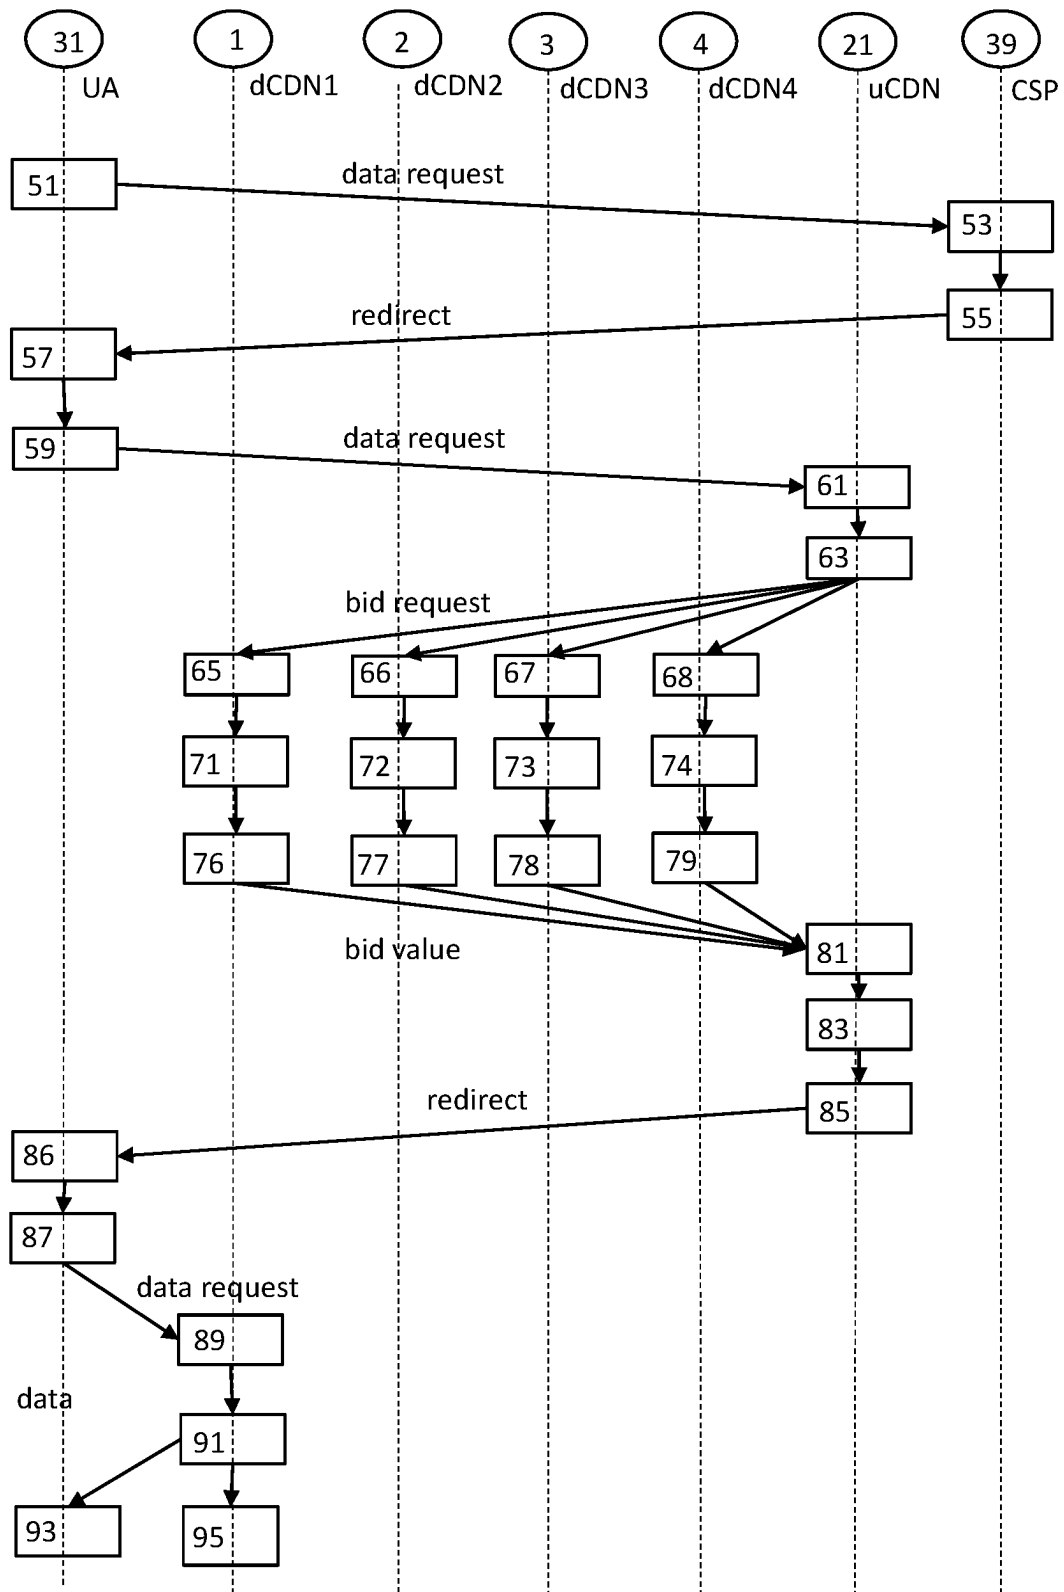 31 1 2 3 4 21 39
UA dCDN1 dCDN2 dCDN3 dCDN4 uCDN CSP
data request
51
53
redirect
55
57
data request
59
61
63
bid request
65 66 67 68
71 72 73 74
76 77 78 79
bid value
81
83
redirect
85
86
87
data request
89
data
91
93 95